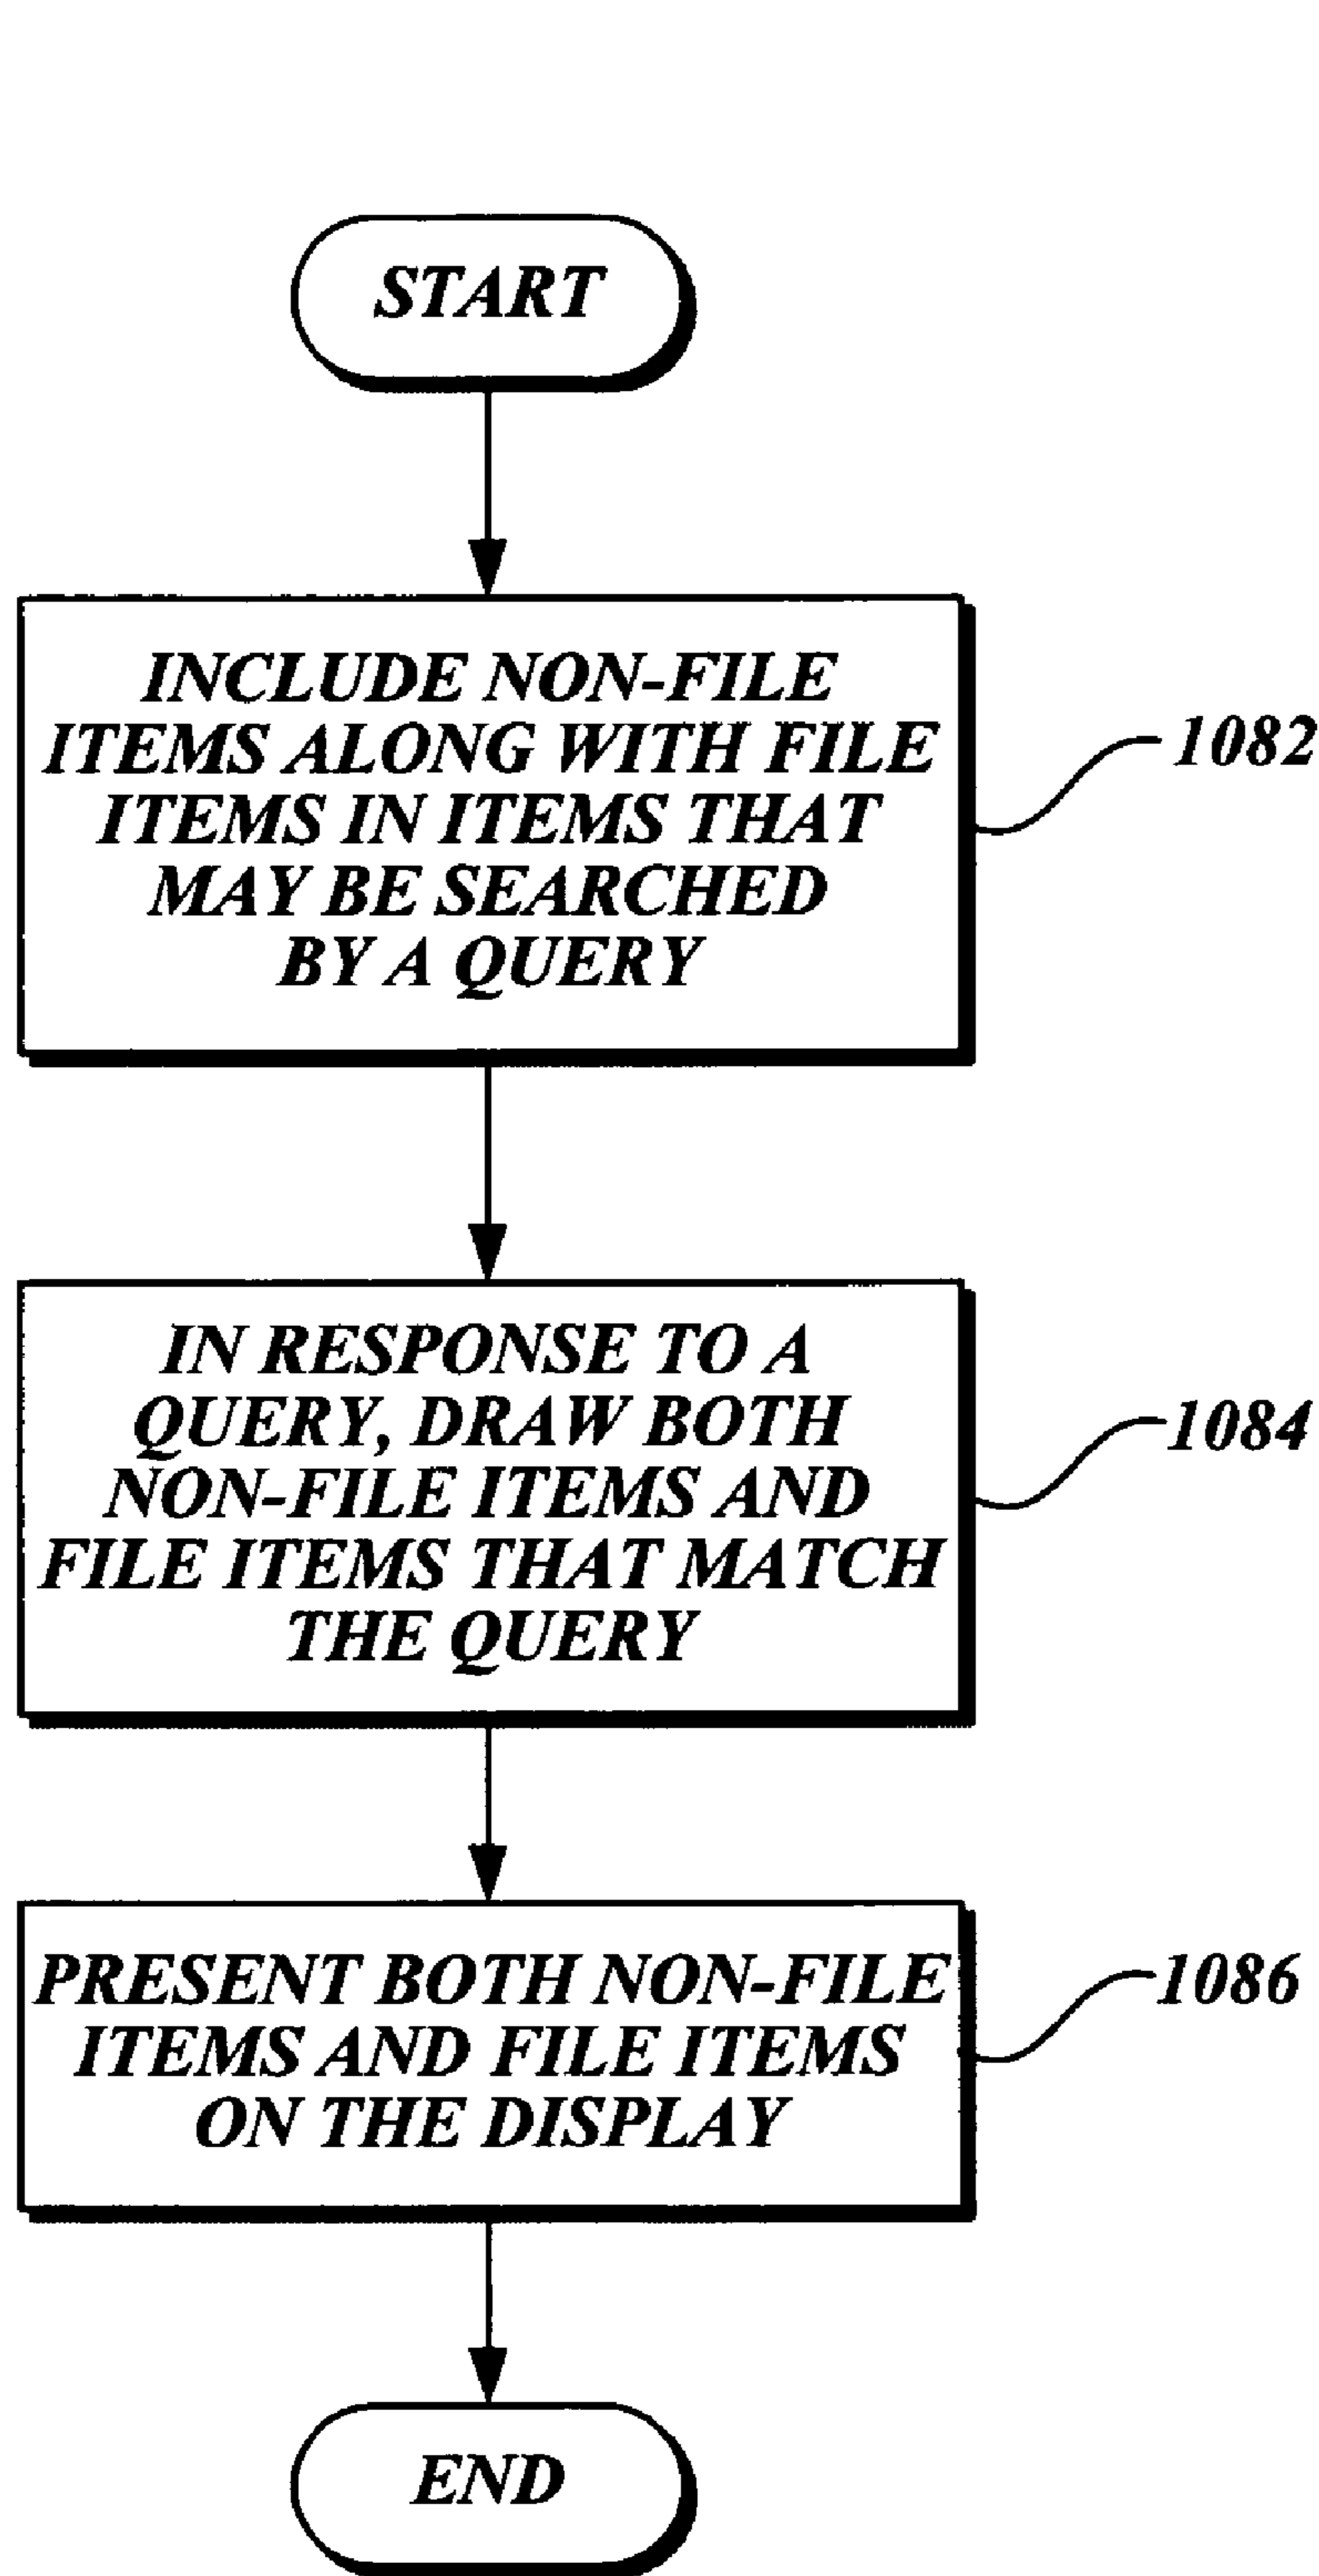 START
INCLUDE NON-FILE
ITEMS ALONG WITH FILE
ITEMS IN ITEMS THAT
MAY BE SEARCHED
BY A QUERY
1082
IN RESPONSE TO A
QUERY, DRAW BOTH
NON-FILE ITEMS AND
FILE ITEMS THAT MATCH
THE QUERY
1084
PRESENT BOTH NON-FILE
ITEMS AND FILE ITEMS
ON THE DISPLAY
1086
END